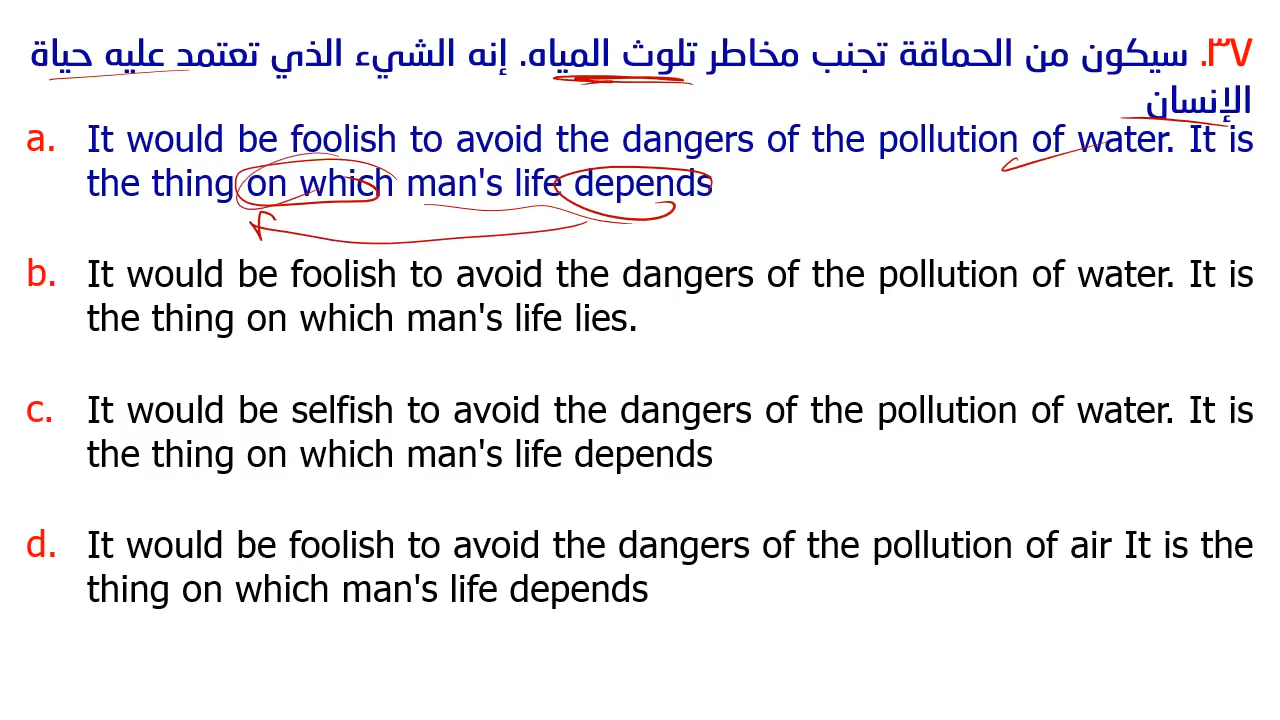 ٣٧. سيكون من الحماقة تجنب مخاطر تلوث المياه. إنه الشيء الذي تعتمد عليه حياة
الإنسان
a. It would be foolish to avoid the dangers of the pollution of water. It is
the thing on which man's life depends
b. It would be foolish to avoid the dangers of the pollution of water. It is
the thing on which man's life lies.
c. It would be selfish to avoid the dangers of the pollution of water. It is
the thing on which man's life depends
d. It would be foolish to avoid the dangers of the pollution of air It is the
thing on which man's life depends